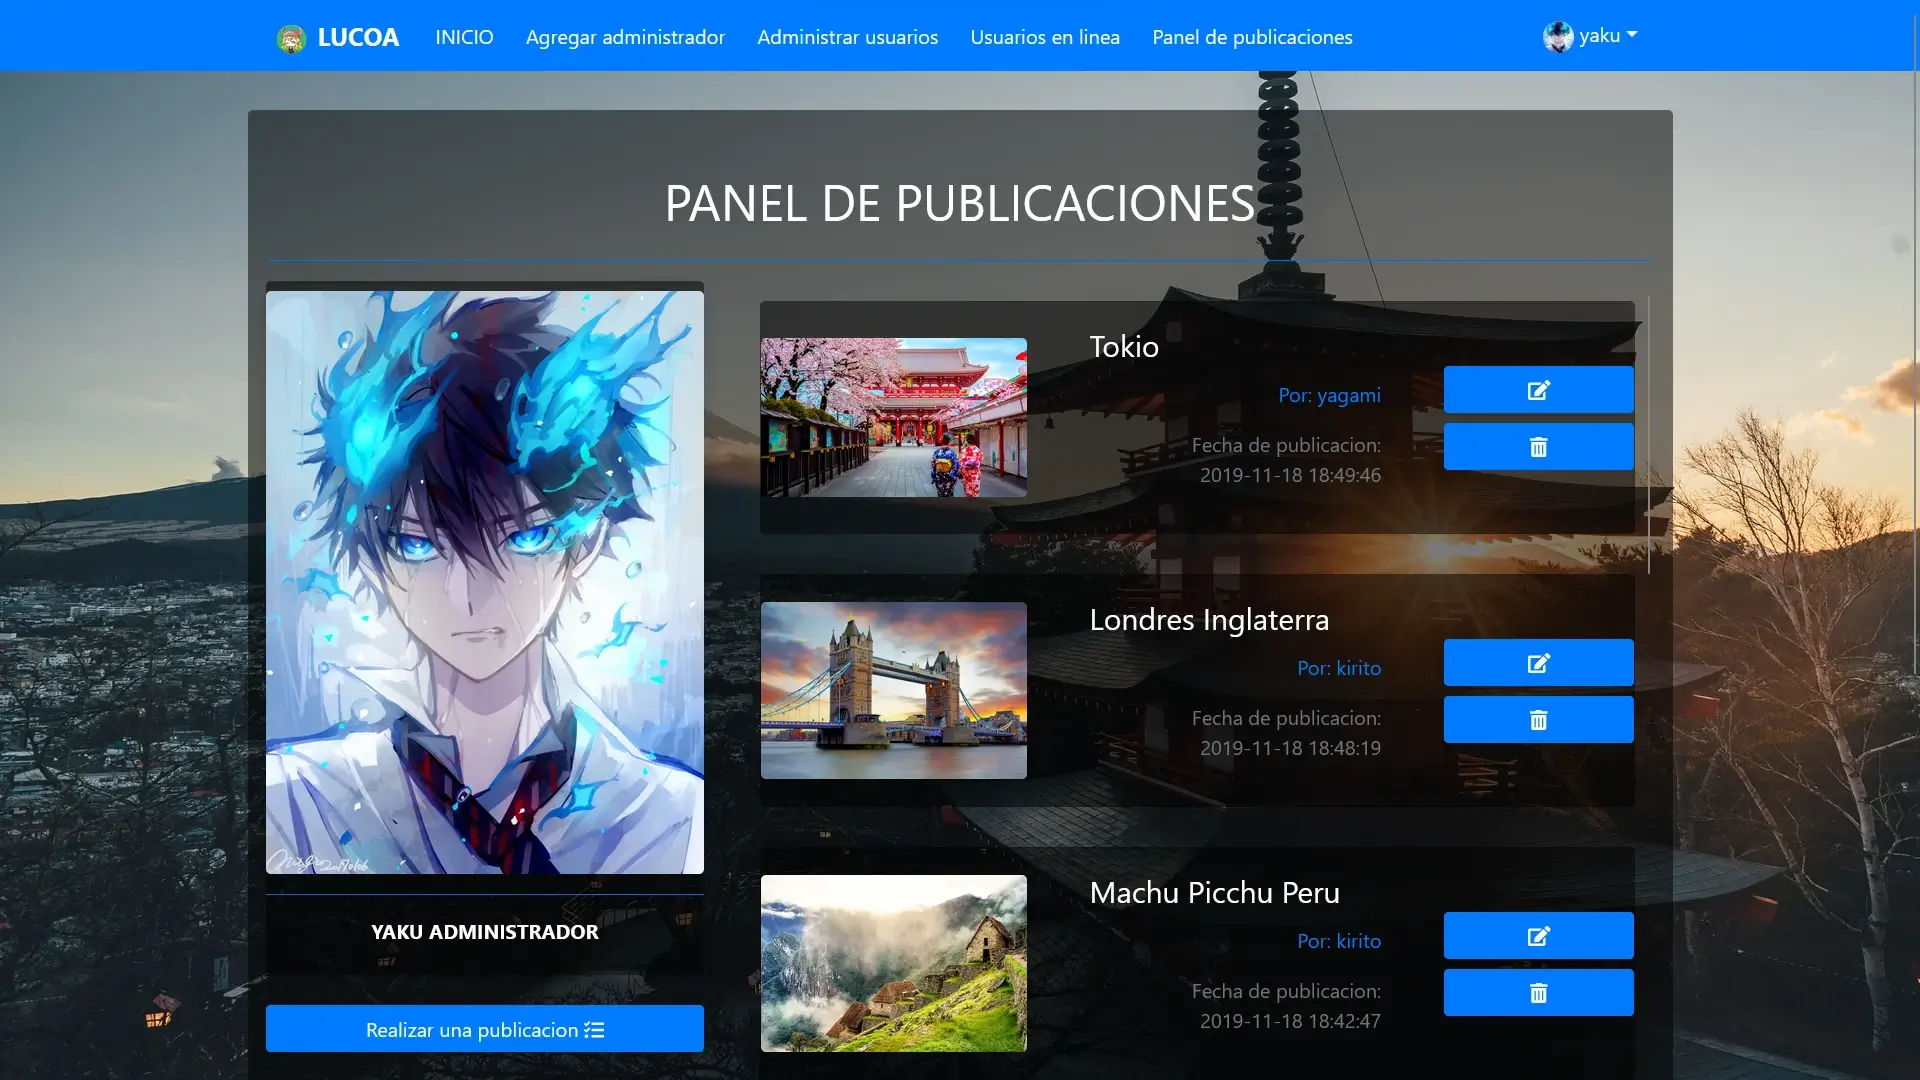 LUCOA
INICIO
Agregar administrador
Administrar usuarios
Usuarios en linea
Panel de publicaciones
yaku
PANEL DE PUBLICACIONES
YAKU ADMINISTRADOR
Realizar una publicacion
Tokio
Por: yagami
Fecha de publicacion:
2019-11-18 18:49:46
Londres Inglaterra
Por: kirito
Fecha de publicacion:
2019-11-18 18:48:19
Machu Picchu Peru
Por: kirito
Fecha de publicacion:
2019-11-18 18:42:47